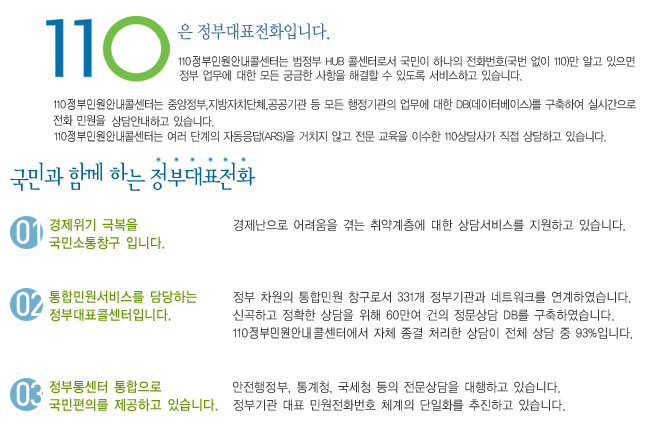 110 은 정부대표전화입니다.
110정부민원안내콜센터는 범정부 HUB 콜센터로서 국민이 하나의 전화번호(국번 없이 110)만 알고 있으면
정부 업무에 대한 모든 궁금한 사항을 해결할 수 있도록 서비스하고 있습니다.
110정부민원안내콜센터는 중앙정부,지방자치단체,공공기관 등 모든 행정기관의 업무에 대한 DB(데이터베이스)를 구축하여 실시간으로
전화 민원을 상담안내하고 있습니다.
110정부민원안내콜센터는 여러 단계의 자동응답(ARS)을 거치지 않고 전문 교육을 이수한 110상담사가 직접 상담하고 있습니다.
국민과 함께 하는 정부대표전화
01 경제위기 극복을
국민소통창구 입니다.
경제난으로 어려움을 겪는 취약계층에 대한 상담서비스를 지원하고 있습니다.
02 통합민원서비스를 담당하는
정부대표콜센터입니다.
정부 차원의 통합민원 창구로서 331개 정부기관과 네트워크를 연계하였습니다.
신곡하고 정확한 상담을 위해 60만여 건의 정문상담 DB를 구축하였습니다.
110정부민원안내콜센터에서 자체 종결 처리한 상담이 전체 상담 중 93%입니다.
03 정부통센터 통합으로
국민편의를 제공하고 있습니다.
안전행정부, 통계청, 국세청 등의 전문상담을 대행하고 있습니다.
정부기관 대표 민원전화번호 체계의 단일화를 추진하고 있습니다.